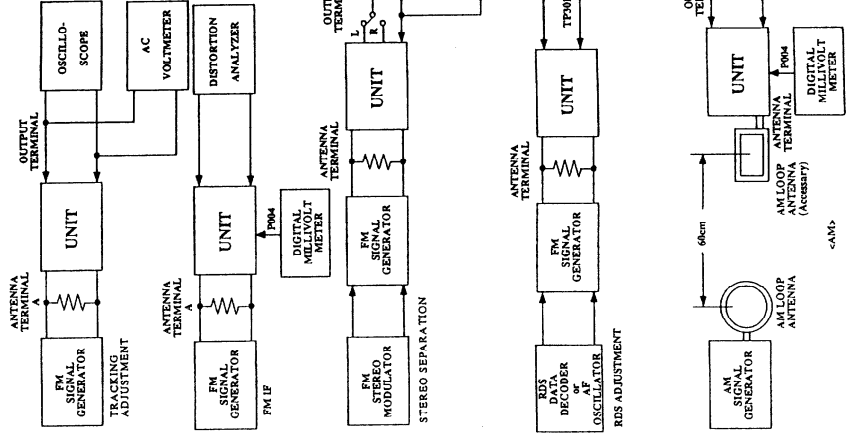 FM
SIGNAL
GENERATOR
ANTENNA
TERMINAL
A
UNIT
OUTPUT
TERMINAL
OSCILLO-
SCOPE
AC
VOLTMETER
TRACKING
ADJUSTMENT
FM
SIGNAL
GENERATOR
ANTENNA
TERMINAL
A
UNIT
P004
DIGITAL
MILLIVOLT
METER
DISTORTION
ANALYZER
FM IF
FM
STEREO
MODULATOR
FM
SIGNAL
GENERATOR
ANTENNA
TERMINAL
UNIT
TERMINAL
L
R
STEREO SEPARATION
RDS
DATA
DECODER
or
AF
OSCILLATOR
FM
SIGNAL
GENERATOR
ANTENNA
TERMINAL
UNIT
RDS ADJUSTMENT
AM
SIGNAL
GENERATOR
AM LOOP
ANTENNA
60cm
AM LOOP
ANTENNA
(Accessary)
ANTENNA
TERMINAL
UNIT
P004
DIGITAL
MILLIVOLT
METER
<AM>